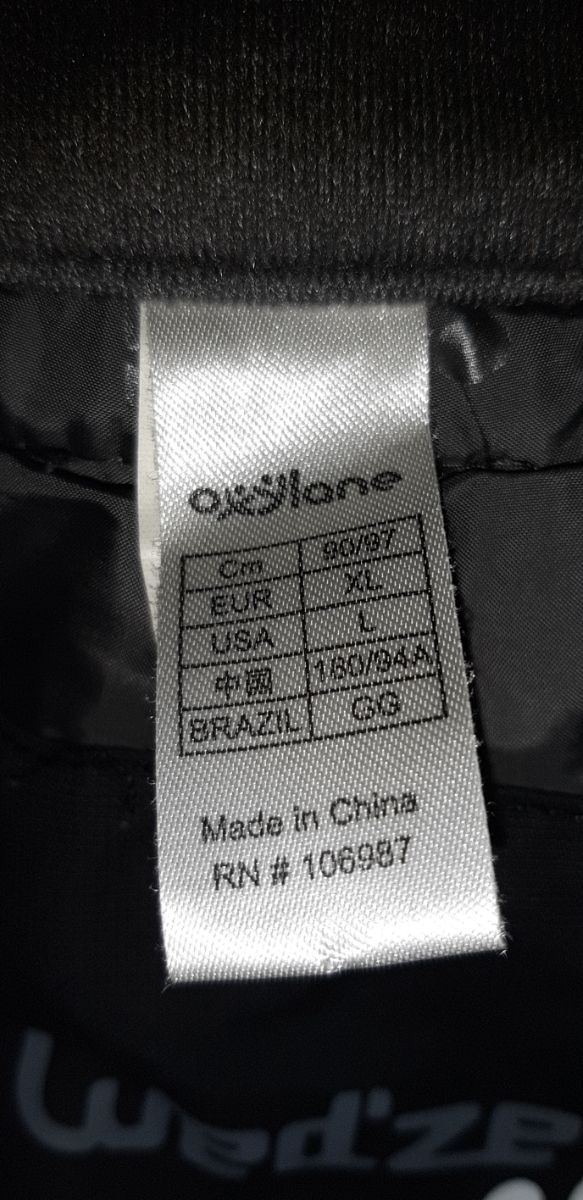 oxylane
Cm 90/97
EUR XL
USA L
中國 180/94A
BRAZIL GG
Made in China
RN # 106987
Wed'ze